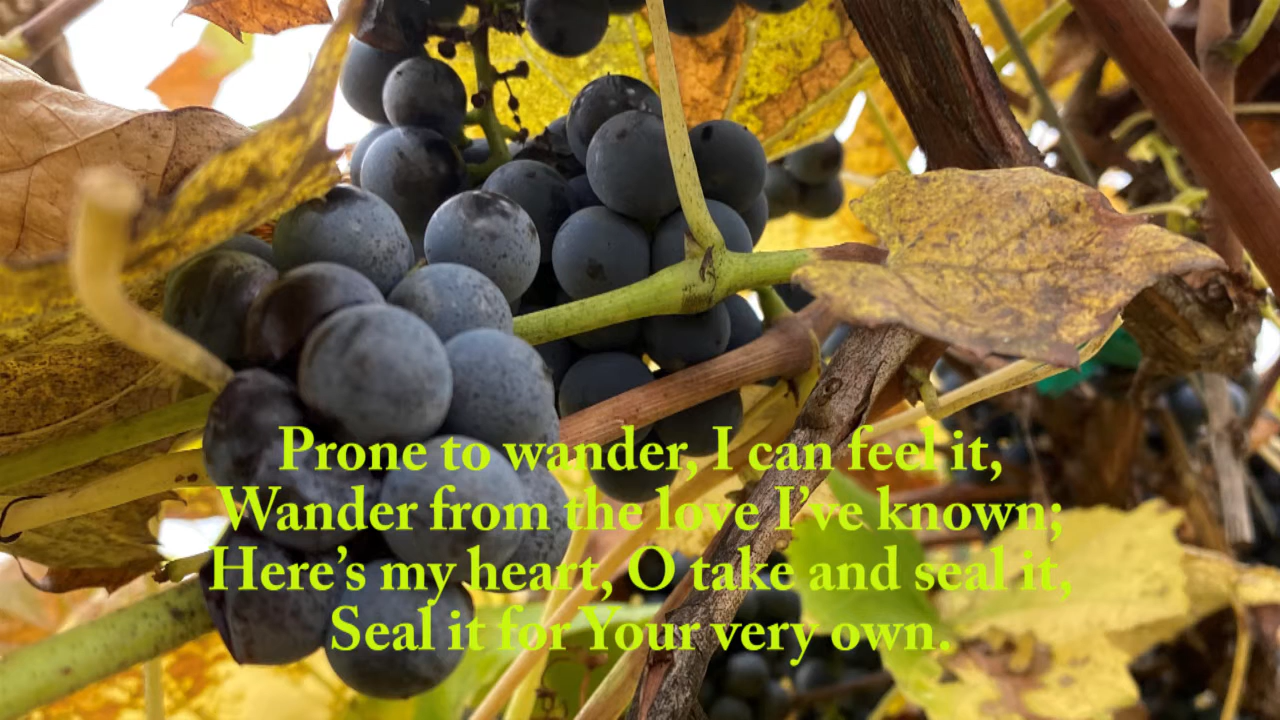 Prone to wander, I can feel it,
Wander from the love I’ve known;
Here’s my heart, O take and seal it,
Seal it for Your very own.